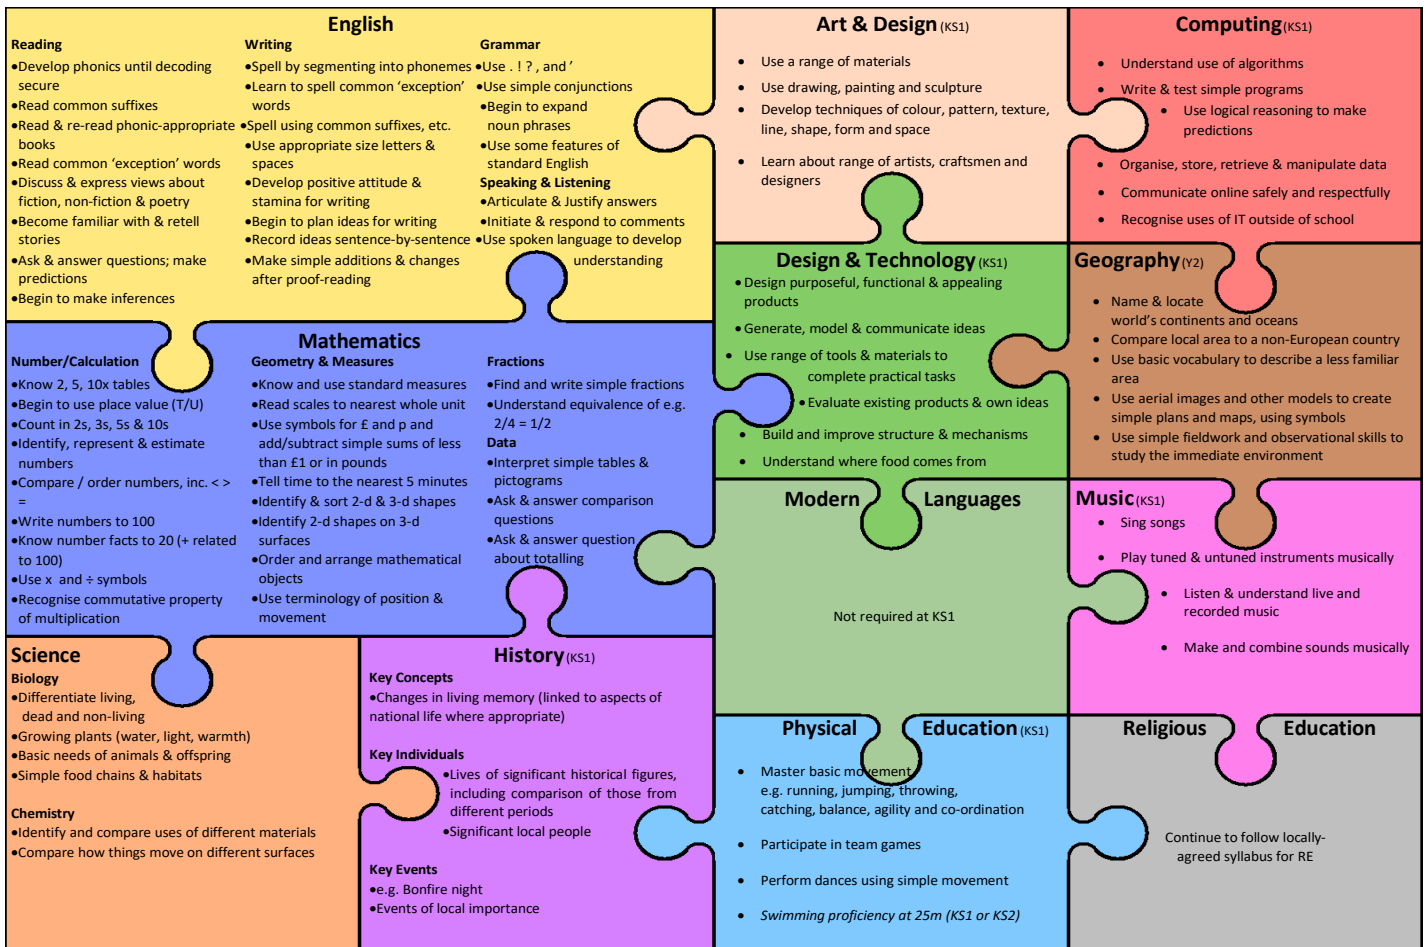 English
Reading
•Develop phonics until decoding
secure
•Read common suffixes
•Read & re-read phonic-appropriate
books
•Read common ‘exception’ words
•Discuss & express views about
fiction, non-fiction & poetry
•Become familiar with & retell
stories
•Ask & answer questions; make
predictions
•Begin to make inferences
Writing
•Spell by segmenting into phonemes
•Learn to spell common ‘exception’
words
•Spell using common suffixes, etc.
•Use appropriate size letters &
spaces
•Develop positive attitude &
stamina for writing
•Begin to plan ideas for writing
•Record ideas sentence-by-sentence
•Make simple additions & changes
after proof-reading
Grammar
•Use . ! ? , and ’
•Use simple conjunctions
•Begin to expand
noun phrases
•Use some features of
standard English
Speaking & Listening
•Articulate & Justify answers
•Initiate & respond to comments
•Use spoken language to develop
understanding
Art & Design (KS1)
• Use a range of materials
• Use drawing, painting and sculpture
• Develop techniques of colour, pattern, texture,
line, shape, form and space
• Learn about range of artists, craftsmen and
designers
Computing (KS1)
• Understand use of algorithms
• Write & test simple programs
• Use logical reasoning to make
predictions
• Organise, store, retrieve & manipulate data
• Communicate online safely and respectfully
• Recognise uses of IT outside of school
Mathematics
Number/Calculation
•Know 2, 5, 10x tables
•Begin to use place value (T/U)
•Count in 2s, 3s, 5s & 10s
•Identify, represent & estimate
numbers
•Compare / order numbers, inc. < >
=
•Write numbers to 100
•Know number facts to 20 (+ related
to 100)
•Use x and ÷ symbols
•Recognise commutative property
of multiplication
Geometry & Measures
•Know and use standard measures
•Read scales to nearest whole unit
•Use symbols for £ and p and
add/subtract simple sums of less
than £1 or in pounds
•Tell time to the nearest 5 minutes
•Identify & sort 2-d & 3-d shapes
•Identify 2-d shapes on 3-d
surfaces
•Order and arrange mathematical
objects
•Use terminology of position &
movement
Fractions
•Find and write simple fractions
•Understand equivalence of e.g.
2/4 = 1/2
Data
•Interpret simple tables &
pictograms
•Ask & answer comparison
questions
•Ask & answer question
about totalling
Design & Technology (KS1)
• Design purposeful, functional & appealing
products
• Generate, model & communicate ideas
• Use range of tools & materials to
complete practical tasks
• Evaluate existing products & own ideas
• Build and improve structure & mechanisms
• Understand where food comes from
Geography (Y2)
• Name & locate
world’s continents and oceans
• Compare local area to a non-European country
• Use basic vocabulary to describe a less familiar
area
• Use aerial images and other models to create
simple plans and maps, using symbols
• Use simple fieldwork and observational skills to
study the immediate environment
Modern Languages
Not required at KS1
Music (KS1)
• Sing songs
• Play tuned & untuned instruments musically
• Listen & understand live and
recorded music
• Make and combine sounds musically
Science
Biology
•Differentiate living,
dead and non-living
•Growing plants (water, light, warmth)
•Basic needs of animals & offspring
•Simple food chains & habitats
Chemistry
•Identify and compare uses of different materials
•Compare how things move on different surfaces
History (KS1)
Key Concepts
•Changes in living memory (linked to aspects of
national life where appropriate)
Key Individuals
•Lives of significant historical figures,
including comparison of those from
different periods
•Significant local people
Key Events
•e.g. Bonfire night
•Events of local importance
Physical Education (KS1)
• Master basic movement,
e.g. running, jumping, throwing,
catching, balance, agility and co-ordination
• Participate in team games
• Perform dances using simple movement
• Swimming proficiency at 25m (KS1 or KS2)
Religious Education
Continue to follow locally-
agreed syllabus for RE